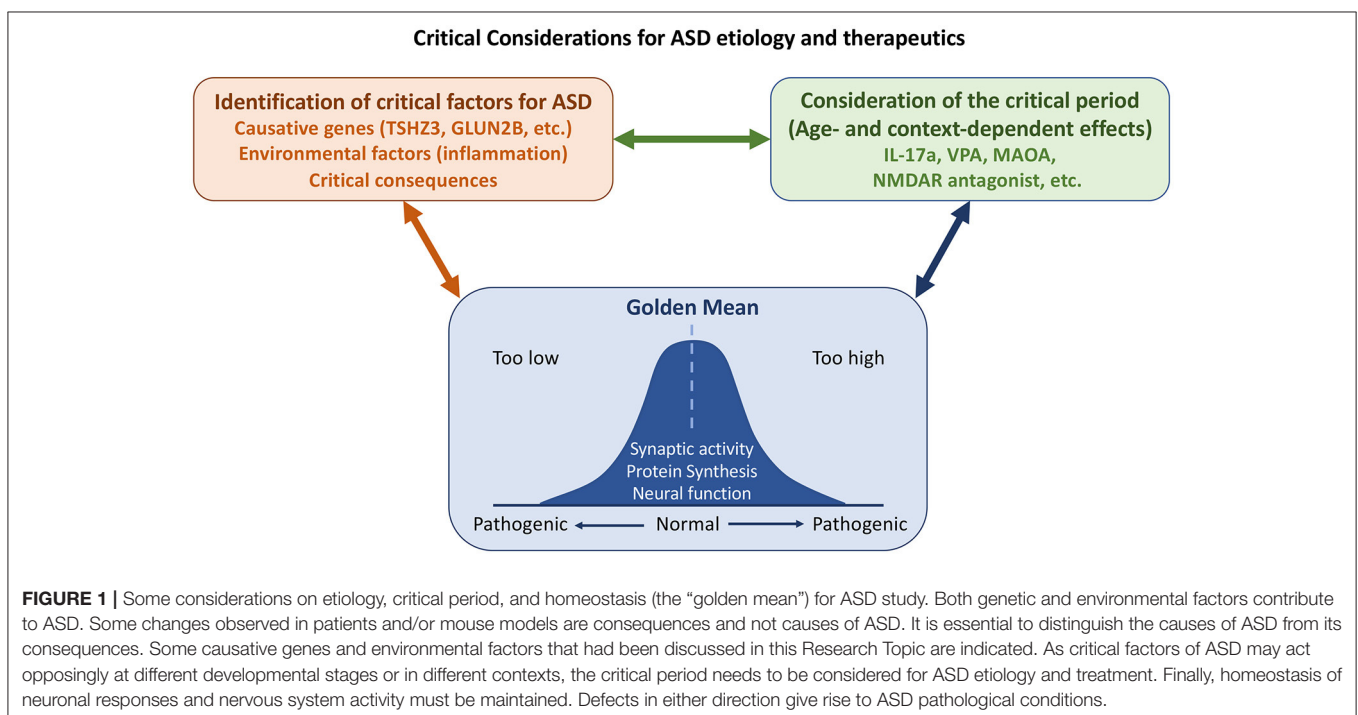 Critical Considerations for ASD etiology and therapeutics
Identification of critical factors for ASD
Causative genes (TSHZ3, GLUN2B, etc.)
Environmental factors (inflammation)
Critical consequences
Consideration of the critical period
(Age- and context-dependent effects)
IL-17a, VPA, MAOA,
NMDAR antagonist, etc.
Golden Mean
Too low
Too high
Synaptic activity
Protein Synthesis
Neural function
Pathogenic
Normal
Pathogenic
FIGURE 1 | Some considerations on etiology, critical period, and homeostasis (the “golden mean”) for ASD study. Both genetic and environmental factors contribute
to ASD. Some changes observed in patients and/or mouse models are consequences and not causes of ASD. It is essential to distinguish the causes of ASD from its
consequences. Some causative genes and environmental factors that had been discussed in this Research Topic are indicated. As critical factors of ASD may act
opposingly at different developmental stages or in different contexts, the critical period needs to be considered for ASD etiology and treatment. Finally, homeostasis of
neuronal responses and nervous system activity must be maintained. Defects in either direction give rise to ASD pathological conditions.